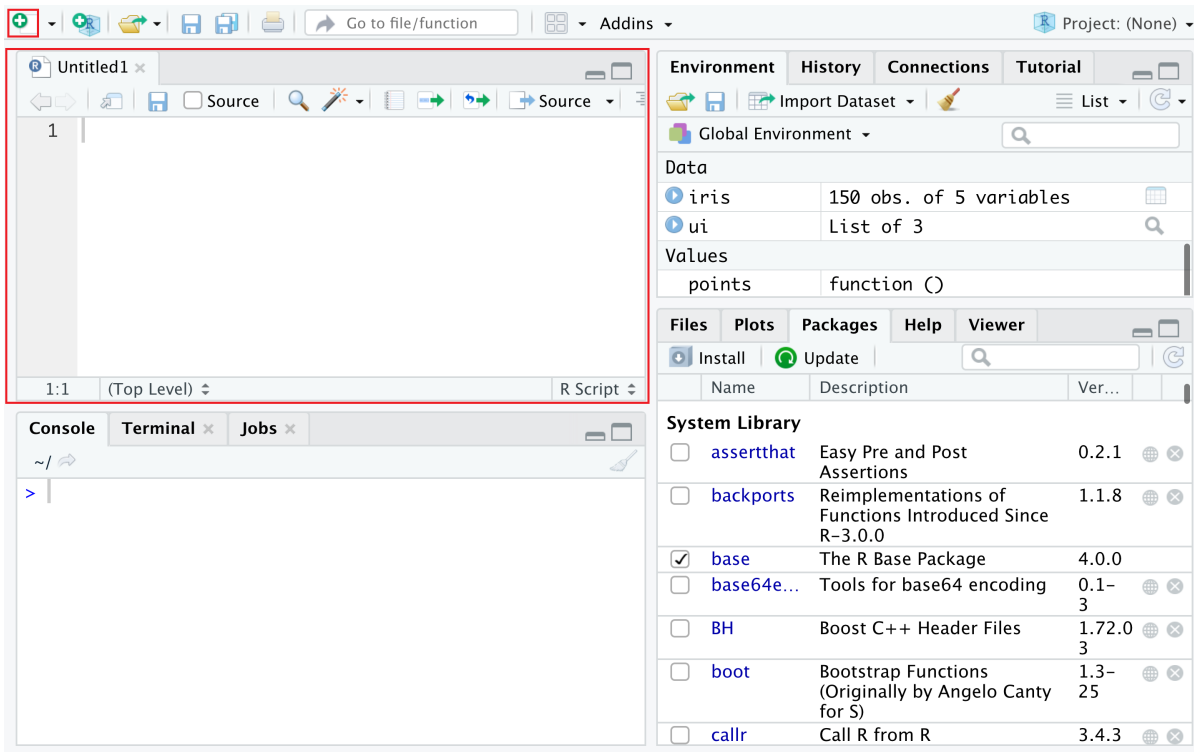 Go to file/function Addins Project: (None)
Untitled1
Source Source
1
1:1 (Top Level) R Script
Console Terminal Jobs
~/
>
Environment History Connections Tutorial
Import Dataset List
Global Environment
Data
iris 150 obs. of 5 variables
ui List of 3
Values
points function ()
Files Plots Packages Help Viewer
Install Update
Name Description Ver...
System Library
assertthat Easy Pre and Post 0.2.1
Assertions
backports Reimplementations of 1.1.8
Functions Introduced Since
R-3.0.0
base The R Base Package 4.0.0
base64e... Tools for base64 encoding 0.1-
3
BH Boost C++ Header Files 1.72.0
3
boot Bootstrap Functions 1.3-
(Originally by Angelo Canty 25
for S)
callr Call R from R 3.4.3